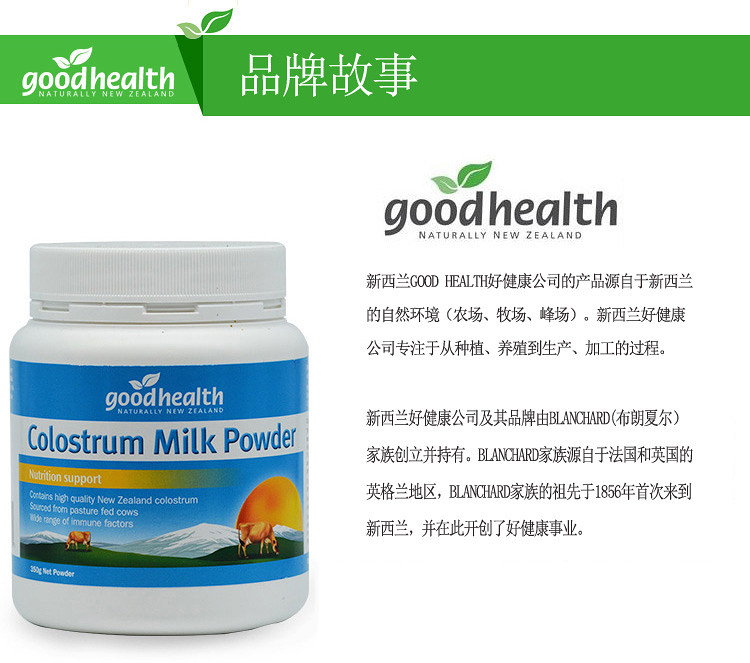 goodhealth
NATURALLY NEW ZEALAND
品牌故事
goodhealth
NATURALLY NEW ZEALAND
新西兰GOOD HEALTH好健康公司的产品源自于新西兰
的自然环境（农场、牧场、峰场）。新西兰好健康
公司专注于从种植、养殖到生产、加工的过程。
新西兰好健康公司及其品牌由BLANCHARD(布朗夏尔）
家族创立并持有。BLANCHARD家族源自于法国和英国的
英格兰地区，BLANCHARD家族的祖先于1856年首次来到
新西兰，并在此开创了好健康事业。
goodhealth
NATURALLY NEW ZEALAND
Colostrum Milk Powder
Nutrition support
Contains high quality New Zealand colostrum
Sourced from pasture fed cows
Wide range of immune factors
350g Net Powder